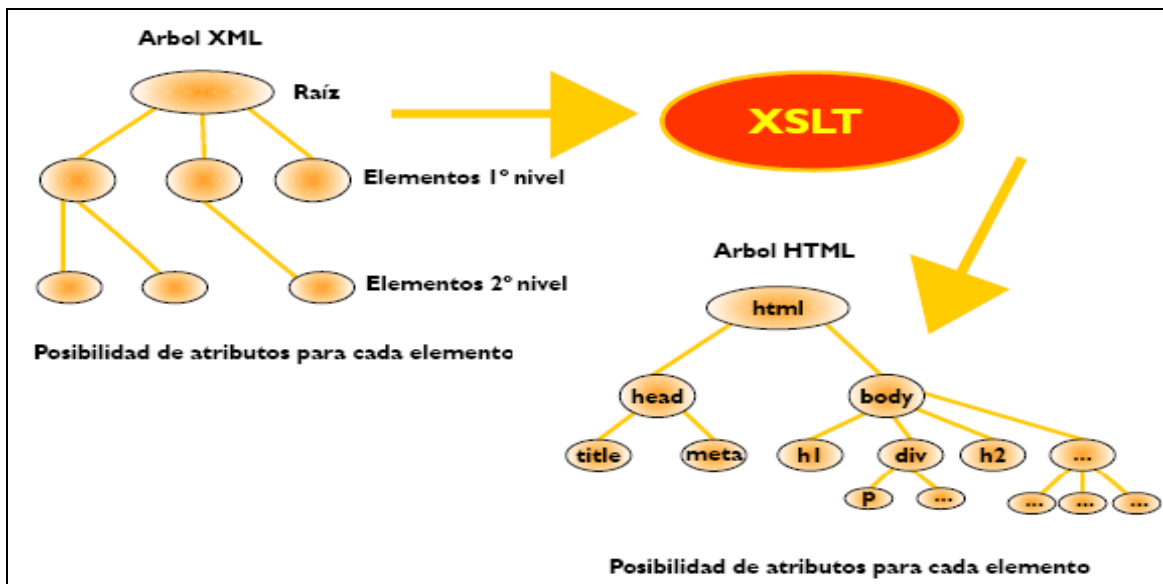 Arbol XML
Raíz
Elementos 1º nivel
Elementos 2º nivel
Posibilidad de atributos para cada elemento
XSLT
Arbol HTML
html
head
body
title
meta
h1
div
h2
...
p
...
...
...
...
Posibilidad de atributos para cada elemento